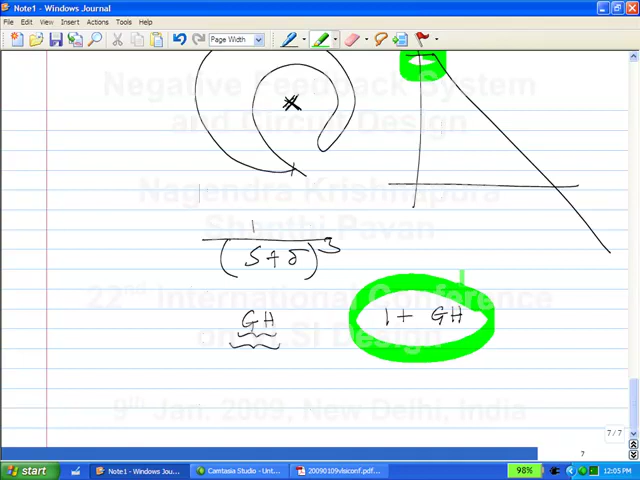 Note1 - Windows Journal
File Edit View Insert Actions Tools Help
Page Width
Negative Feedback System
and Circuit Design
Nagendra Krishnapura
Shanthi Pavan
1
(s+δ)3
22nd International Conference
GH
1+ GH
on VLSI Design
9th Jan. 2009, New Delhi, India
7/7
7
start
Note1 - Windows Jour...
Camtasia Studio - Unt...
20090109vlsiconf.pdf...
98%
12:05 PM